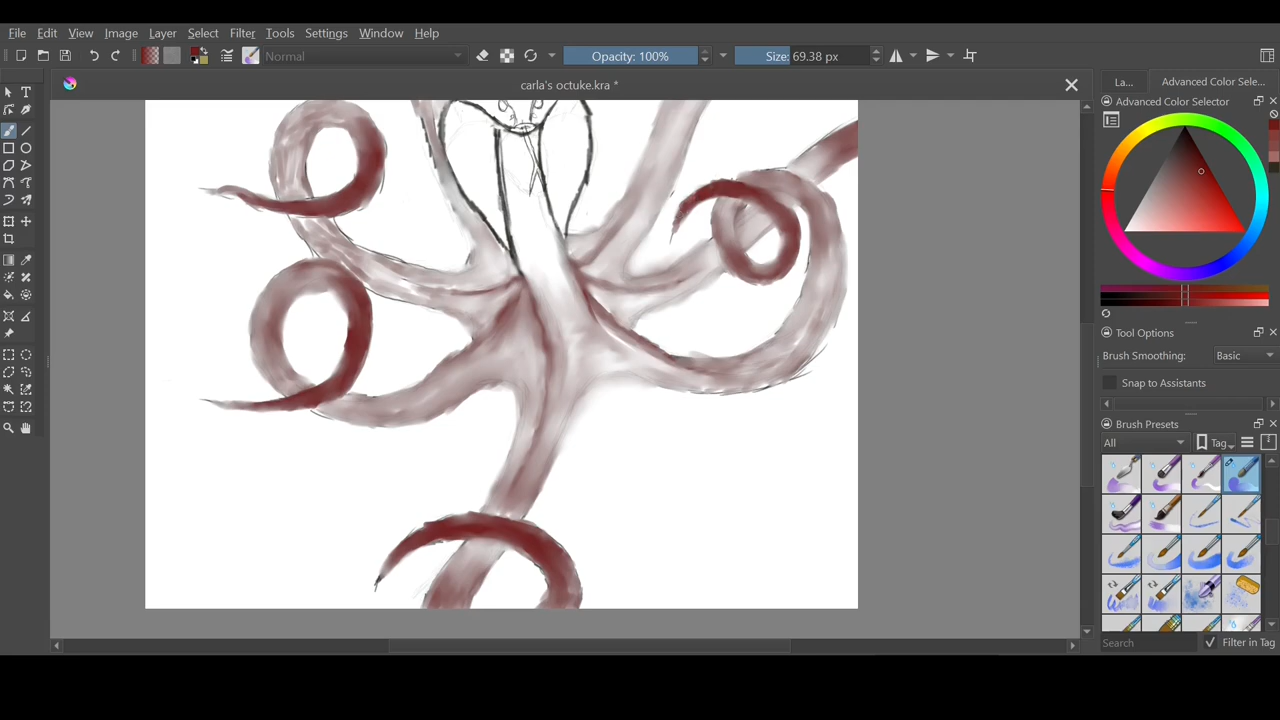 File Edit View Image Layer Select Filter Tools Settings Window Help
Normal Opacity: 100% Size: 69.38 px
carla's octuke.kra *
La... Advanced Color Sele...
Advanced Color Selector
Tool Options
Brush Smoothing: Basic
Snap to Assistants
Brush Presets
All Tag
Search Filter in Tag